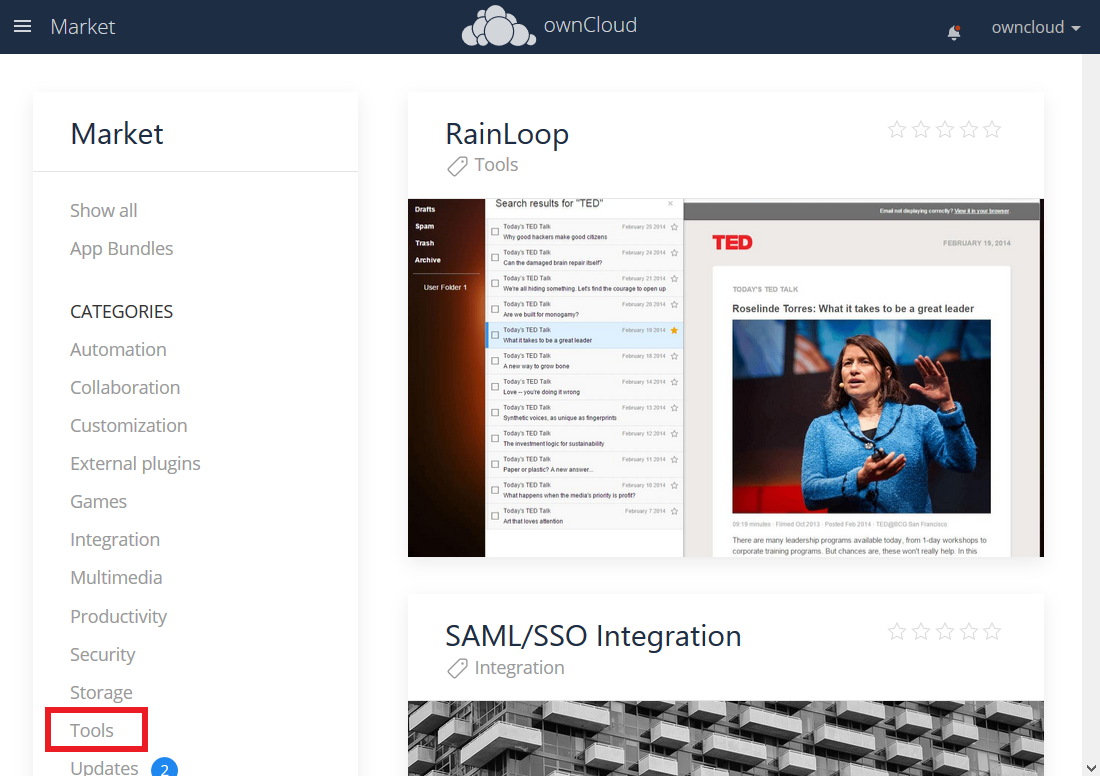 Market
ownCloud
owncloud
Market
Show all
App Bundles
CATEGORIES
Automation
Collaboration
Customization
External plugins
Games
Integration
Multimedia
Productivity
Security
Storage
Tools
Updates 2
RainLoop
Tools
Drafts
Spam
Trash
Archive
User Folder 1
Search results for "TED"
Today's TED Talk February 25 2014
Why good hackers make good citizens
Today's TED Talk February 24 2014
Can the damaged brain repair itself?
Today's TED Talk February 21 2014
We're all hiding something. Let's find the courage to open up
Today's TED Talk February 20 2014
Are we built for monogamy?
Today's TED Talk February 19 2014
What it takes to be a great leader
Today's TED Talk February 18 2014
A new way to grow bone
Today's TED Talk February 14 2014
Love -- you're doing it wrong
Today's TED Talk February 13 2014
Synthetic voices, as unique as fingerprints
Today's TED Talk February 12 2014
The investment logic for sustainability
Today's TED Talk February 11 2014
Paper or plastic? A new answer...
Today's TED Talk February 10 2014
What happens when the media's priority is profit?
Today's TED Talk February 7 2014
Art that loves attention
Email not displaying correctly? View it in your browser.
TED FEBRUARY 19, 2014
TODAY'S TED TALK
Roselinde Torres: What it takes to be a great leader
09:19 minutes · Filmed Oct 2013 · Posted Feb 2014 · TED@BCG San Francisco
There are many leadership programs available today, from 1-day workshops to
corporate training programs. But chances are, these won't really help. In this
SAML/SSO Integration
Integration